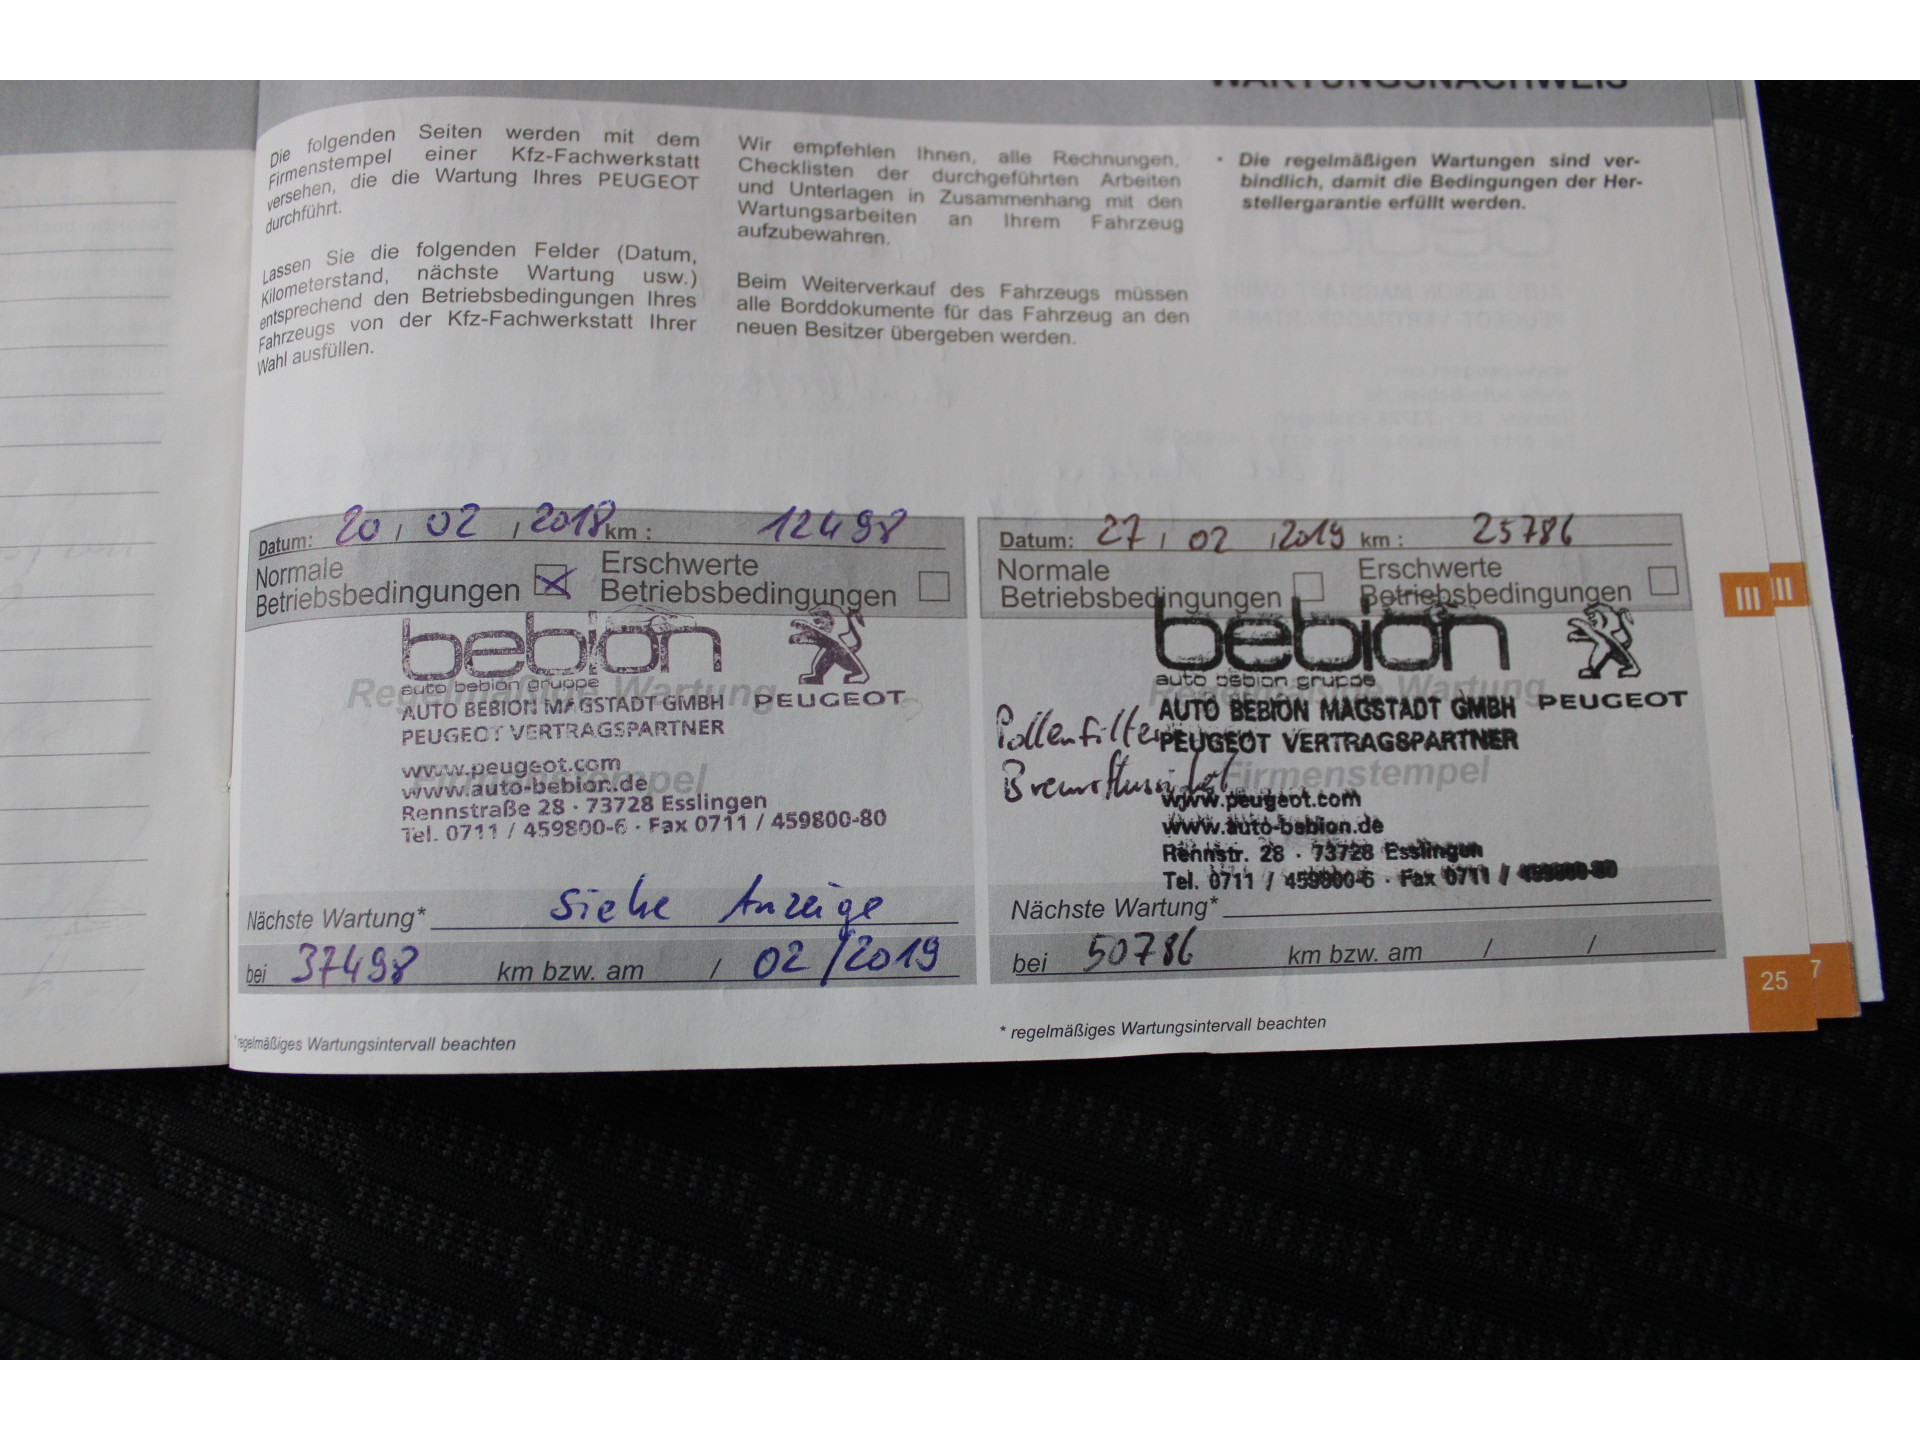 WARTUNGSNACHWEIS
Die folgenden Seiten werden mit dem
Firmenstempel einer Kfz-Fachwerkstatt
versehen, die die Wartung Ihres PEUGEOT
durchführt.
Lassen Sie die folgenden Felder (Datum,
Kilometerstand, nächste Wartung usw.)
entsprechend den Betriebsbedingungen Ihres
Fahrzeugs von der Kfz-Fachwerkstatt Ihrer
Wahl ausfüllen.
Wir empfehlen Ihnen, alle Rechnungen,
Checklisten der durchgeführten Arbeiten
und Unterlagen in Zusammenhang mit den
Wartungsarbeiten an Ihrem Fahrzeug
aufzubewahren.
Beim Weiterverkauf des Fahrzeugs müssen
alle Borddokumente für das Fahrzeug an den
neuen Besitzer übergeben werden.
• Die regelmäßigen Wartungen sind ver-
bindlich, damit die Bedingungen der Her-
stellergarantie erfüllt werden.
Datum: 20 / 02 / 2018 km : 12498
Normale Betriebsbedingungen
Erschwerte Betriebsbedingungen
bebion
auto bebion gruppe
PEUGEOT
Regelmäßige Wartung
AUTO BEBION MAGSTADT GMBH
PEUGEOT VERTRAGSPARTNER
Firmenstempel
www.peugeot.com
www.auto-bebion.de
Rennstraße 28 · 73728 Esslingen
Tel. 0711 / 459800-6 · Fax 0711 / 459800-80
Nächste Wartung* Siehe Anzeige
bei 37498 km bzw. am / 02/2019
*regelmäßiges Wartungsintervall beachten
Datum: 27 / 02 / 2019 km : 25786
Normale Betriebsbedingungen
Erschwerte Betriebsbedingungen
bebion
auto bebion gruppe
PEUGEOT
Regelmäßige Wartung
AUTO BEBION MAGSTADT GMBH
Pollenfilter
PEUGEOT VERTRAGSPARTNER
Firmenstempel
www.peugeot.com
www.auto-bebion.de
Rennstr. 28 · 73728 Esslingen
Tel. 0711 / 459800-6 · Fax 0711 /
Nächste Wartung*
bei 50786 km bzw. am / /
* regelmäßiges Wartungsintervall beachten
III
III
25
7